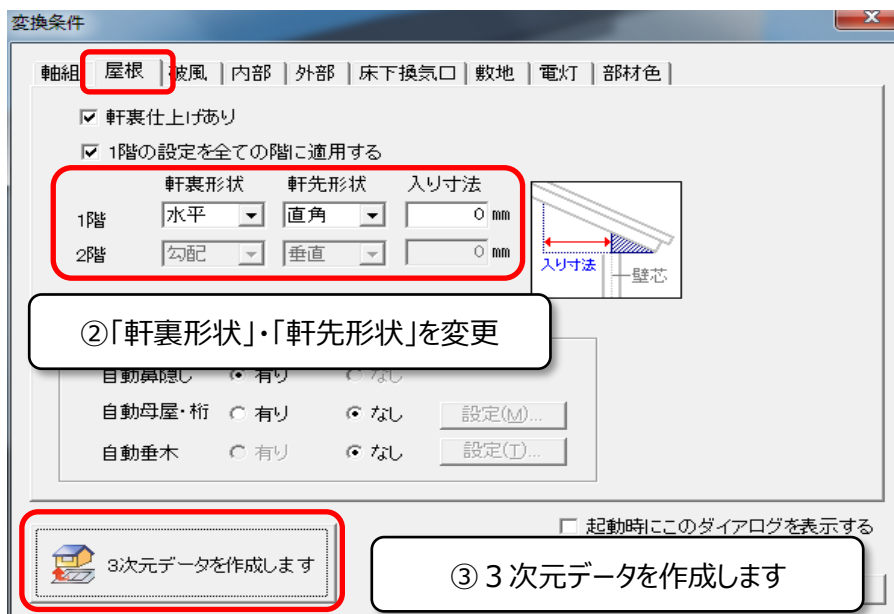 変換条件
軸組 屋根 破風 内部 外部 床下換気口 敷地 電灯 部材色
軒裏仕上げあり
1階の設定を全ての階に適用する
軒裏形状 軒先形状 入り寸法
1階 水平 直角 0 mm
2階 勾配 垂直 0 mm
入り寸法
壁芯
②「軒裏形状」・「軒先形状」を変更
自動鼻隠し 有り なし
自動母屋・桁 有り なし 設定(M)...
自動垂木 有り なし 設定(T)...
起動時にこのダイアログを表示する
3次元データを作成します
③３次元データを作成します